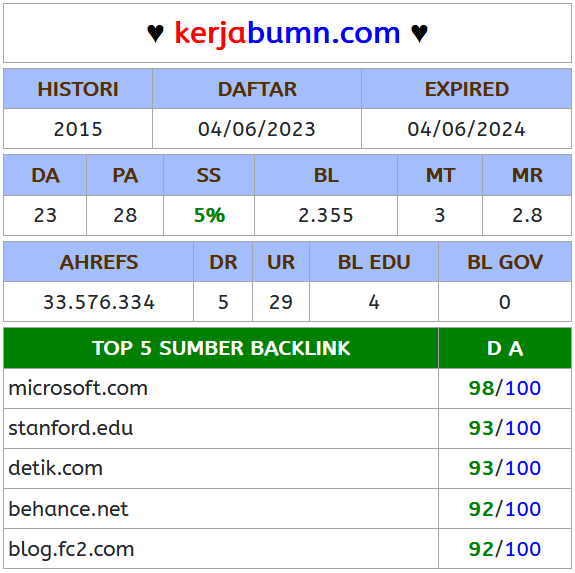 ♥ kerjabumn.com ♥
HISTORI DAFTAR EXPIRED
2015 04/06/2023 04/06/2024
DA PA SS BL MT MR
23 28 5% 2.355 3 2.8
AHREFS DR UR BL EDU BL GOV
33.576.334 5 29 4 0
TOP 5 SUMBER BACKLINK D A
microsoft.com 98/100
stanford.edu 93/100
detik.com 93/100
behance.net 92/100
blog.fc2.com 92/100